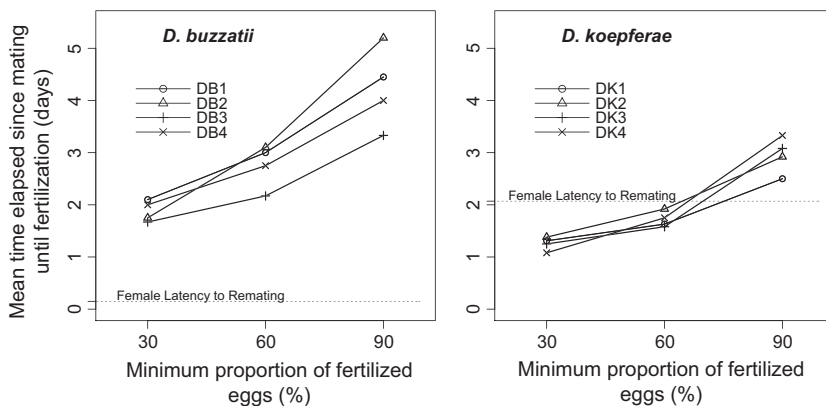 Mean time elapsed since mating
until fertilization (days)
D. buzzatii
5
4
3
2
1
0
DB1
DB2
DB3
DB4
Female Latency to Remating
30
60
90
Minimum proportion of fertilized
eggs (%)
D. koepferae
5
4
3
2
1
0
DK1
DK2
DK3
DK4
Female Latency to Remating
30
60
90
Minimum proportion of fertilized
eggs (%)